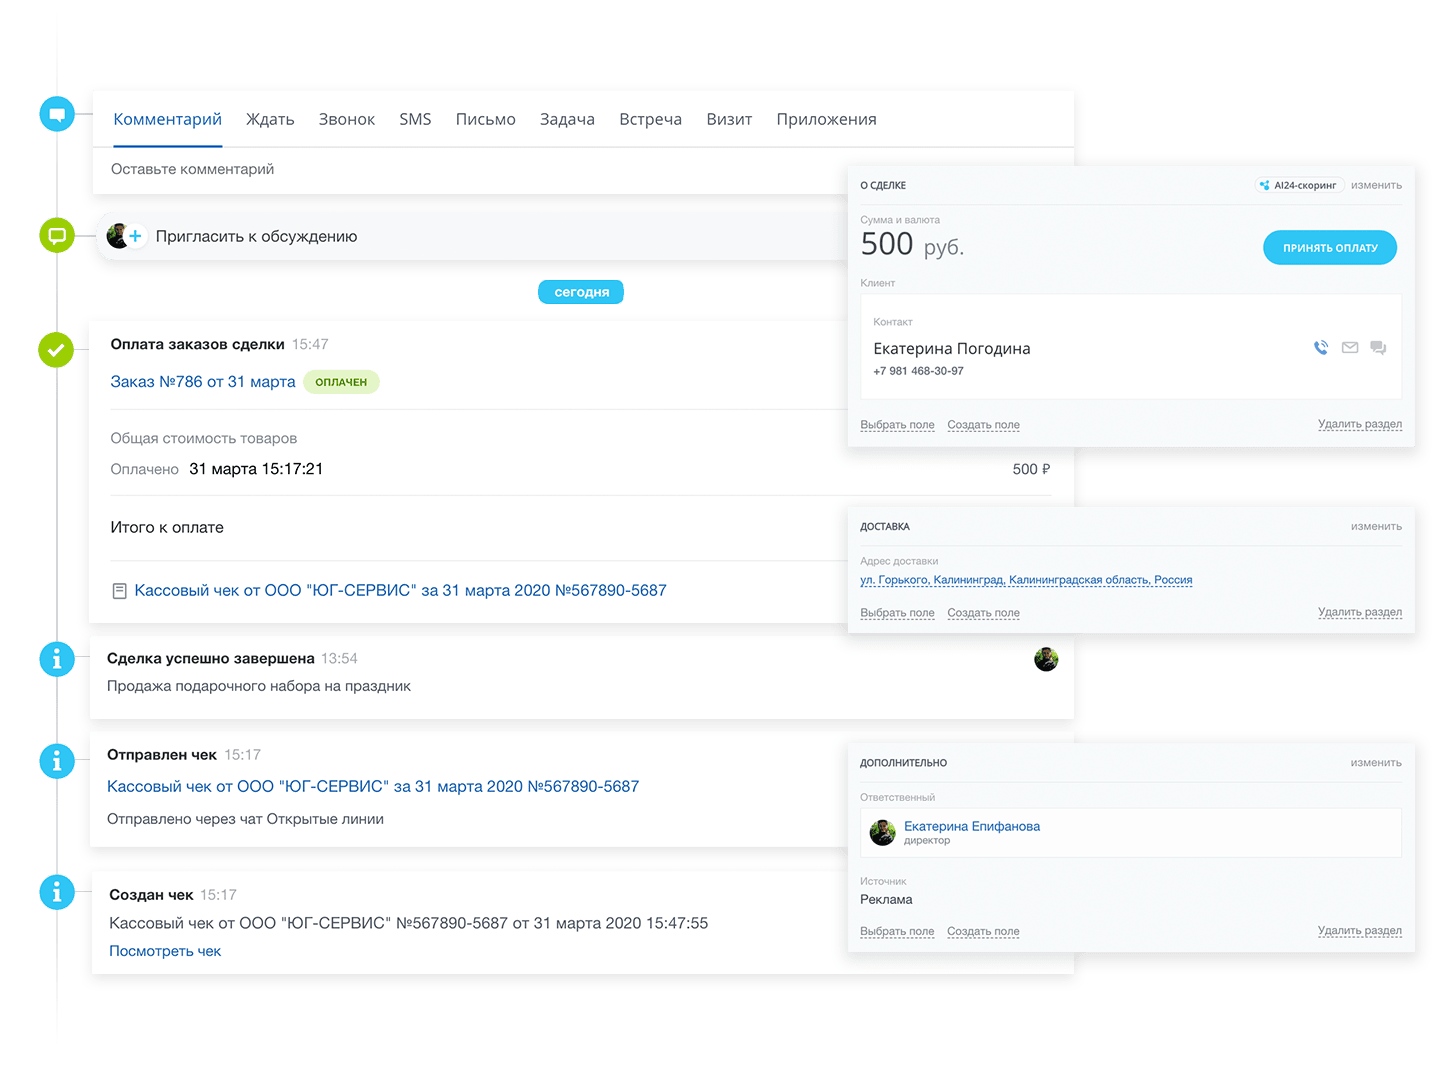 Комментарий Ждать Звонок SMS Письмо Задача Встреча Визит Приложения
Оставьте комментарий
Пригласить к обсуждению
сегодня
Оплата заказов сделки 15:47
Заказ №786 от 31 марта ОПЛАЧЕН
Общая стоимость товаров
Оплачено 31 марта 15:17:21 500 ₽
Итого к оплате
Кассовый чек от ООО "ЮГ-СЕРВИС" за 31 марта 2020 №567890-5687
Сделка успешно завершена 13:54
Продажа подарочного набора на праздник
Отправлен чек 15:17
Кассовый чек от ООО "ЮГ-СЕРВИС" за 31 марта 2020 №567890-5687
Отправлено через чат Открытые линии
Создан чек 15:17
Кассовый чек от ООО "ЮГ-СЕРВИС" №567890-5687 от 31 марта 2020 15:47:55
Посмотреть чек
О СДЕЛКЕ AI24-скоринг изменить
Сумма и валюта
500 руб. ПРИНЯТЬ ОПЛАТУ
Клиент
Контакт
Екатерина Погодина
+7 981 468-30-97
Выбрать поле Создать поле Удалить раздел
ДОСТАВКА изменить
Адрес доставки
ул. Горького, Калининград, Калининградская область, Россия
Выбрать поле Создать поле Удалить раздел
ДОПОЛНИТЕЛЬНО изменить
Ответственный
Екатерина Епифанова
директор
Источник
Реклама
Выбрать поле Создать поле Удалить раздел